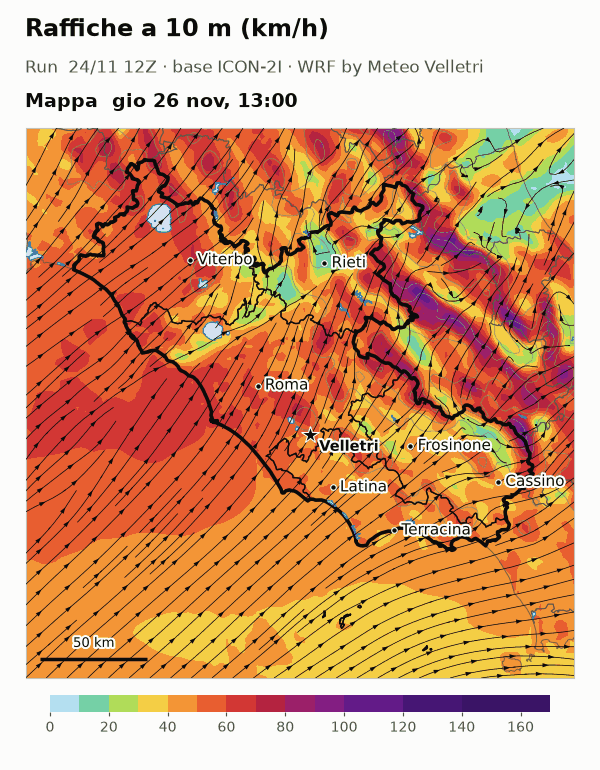 Raffiche a 10 m (km/h)
Run  24/11 12Z · base ICON-2I · WRF by Meteo Velletri
Mappa  gio 26 nov, 13:00
Viterbo
Rieti
Roma
Velletri
Frosinone
Latina
Cassino
Terracina
50 km
0 20 40 60 80 100 120 140 160